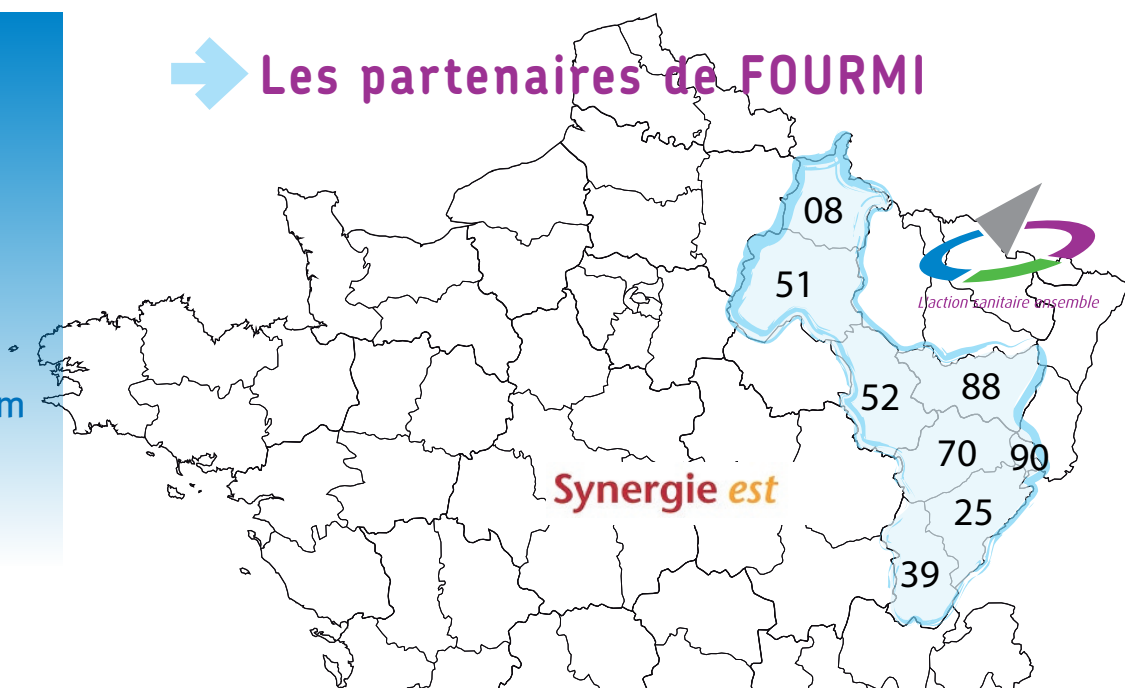 Les partenaires de FOURMI
08
51
L'action sanitaire ensemble
52
88
m
70
90
Synergie est
25
39